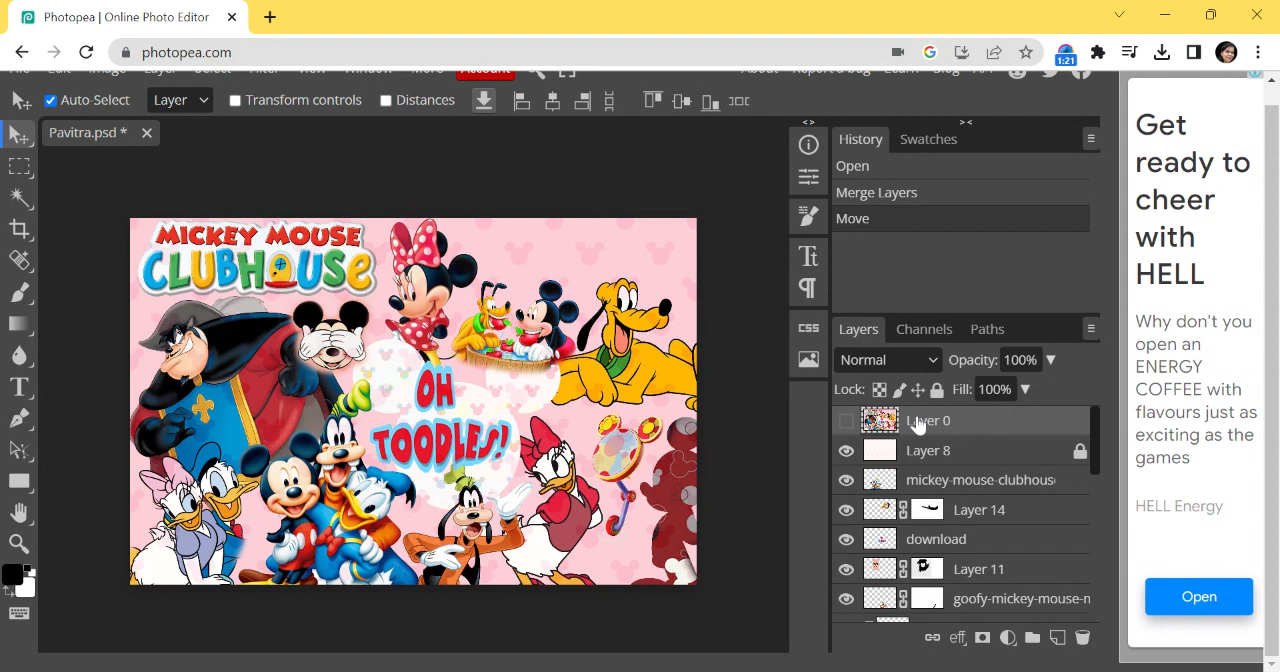 Photopea | Online Photo Editor
photopea.com
1:21
File Edit Image Layer Select Filter View Window More Account
About Report a bug Learn Blog API
Auto-Select
Layer
Transform controls
Distances
Pavitra.psd *
MICKEY MOUSE
CLUBHOUSE
OH
TOODLES!
History
Swatches
Open
Merge Layers
Move
CSS
Layers
Channels
Paths
Normal
Opacity: 100%
Lock:
Fill: 100%
Layer 0
Layer 8
mickey-mouse-clubhouse
Layer 14
download
Layer 11
goofy-mickey-mouse-m
eff
Get
ready to
cheer
with
HELL
Why don't you
open an
ENERGY
COFFEE with
flavours just as
exciting as the
games
HELL Energy
Open